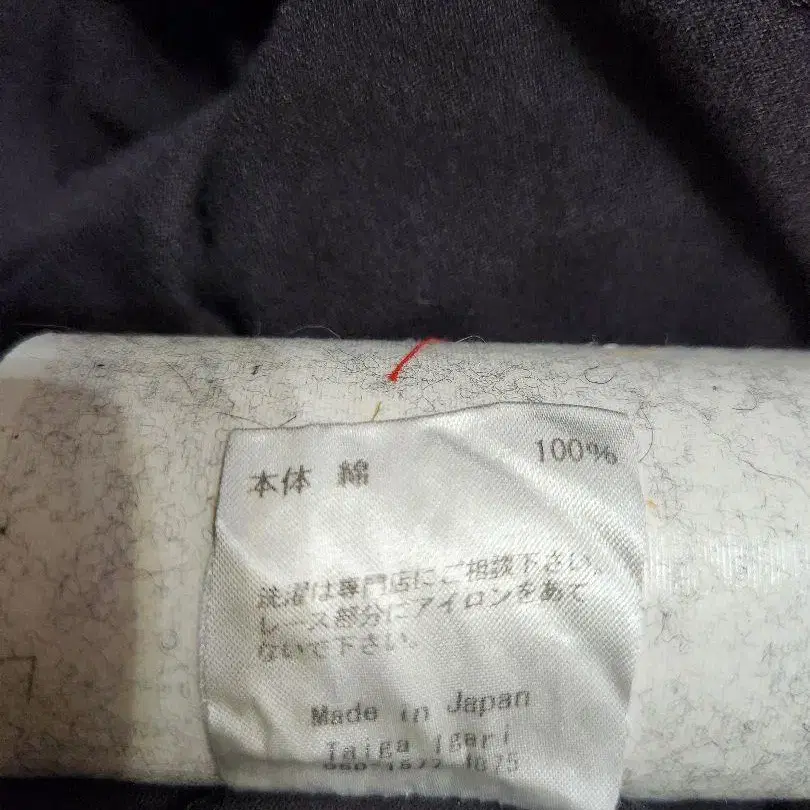 本体 綿 100%
洗濯は専門店にご相談下さい。
レース部分にアイロンをあて
ないで下さい。
Made in Japan
Taiga Igari